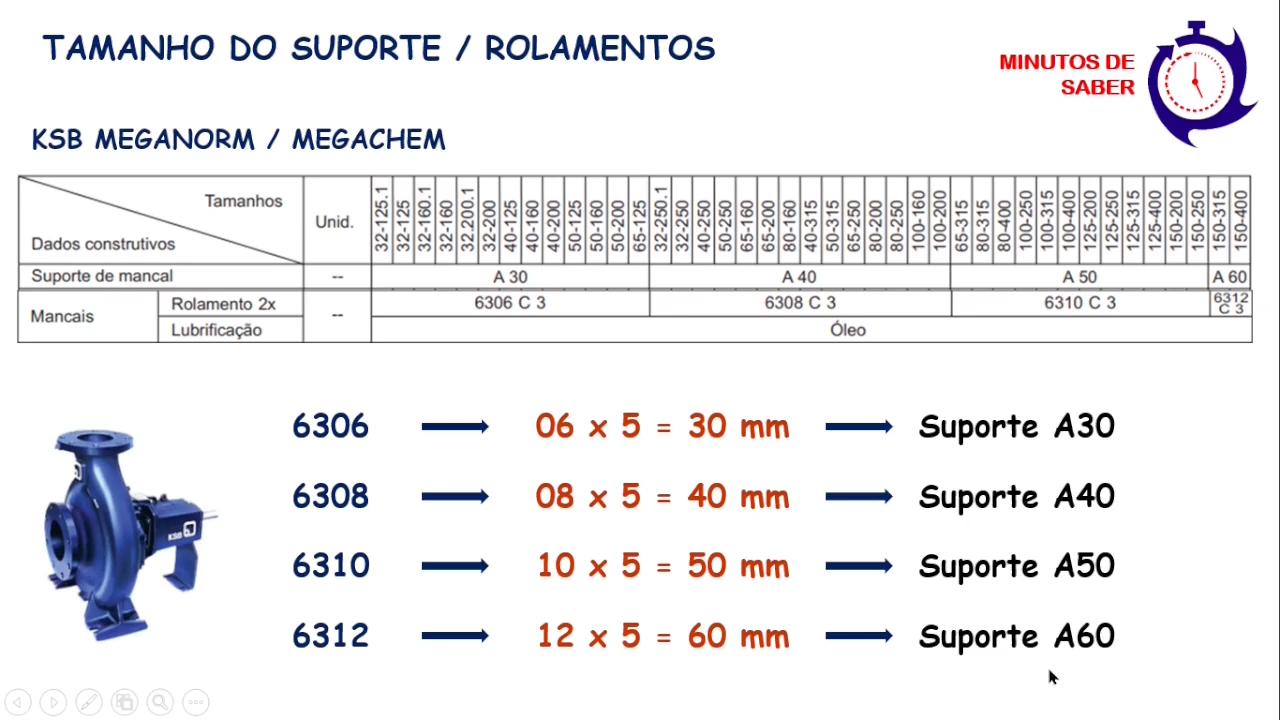 TAMANHO DO SUPORTE / ROLAMENTOS
MINUTOS DE
SABER
KSB MEGANORM / MEGACHEM
Tamanhos
Dados construtivos
Unid.
32-125.1
32-125
32-160.1
32-160
32.200.1
32-200
40-125
40-160
40-200
50-125
50-160
50-200
65-125
32-250.1
32-250
40-250
50-250
65-160
65-200
80-160
40-315
50-315
65-250
80-200
80-250
100-160
100-200
65-315
80-315
80-400
100-250
100-315
100-400
125-200
125-250
125-315
125-400
150-200
150-250
150-315
150-400
Suporte de mancal -- A 30 A 40 A 50 A 60
Mancais
Rolamento 2x -- 6306 C 3 6308 C 3 6310 C 3 6312 C 3
Lubrificação Óleo
6306 06 x 5 = 30 mm Suporte A30
6308 08 x 5 = 40 mm Suporte A40
6310 10 x 5 = 50 mm Suporte A50
6312 12 x 5 = 60 mm Suporte A60
KSB